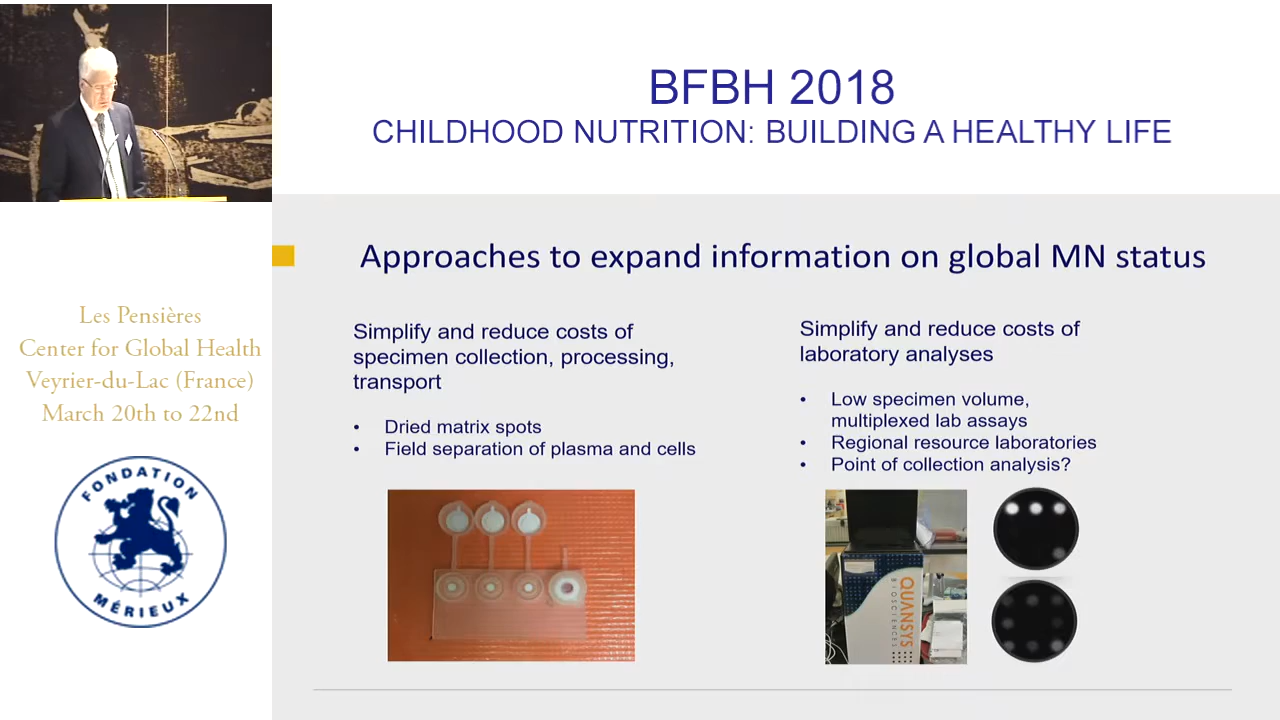 BFBH 2018
CHILDHOOD NUTRITION: BUILDING A HEALTHY LIFE
Approaches to expand information on global MN status
Les Pensières
Center for Global Health
Veyrier-du-Lac (France)
March 20th to 22nd
FONDATION
MÉRIEUX
Simplify and reduce costs of
specimen collection, processing,
transport
• Dried matrix spots
• Field separation of plasma and cells
Simplify and reduce costs of
laboratory analyses
• Low specimen volume,
multiplexed lab assays
• Regional resource laboratories
• Point of collection analysis?
QUANSYS
BIOSCIENCES